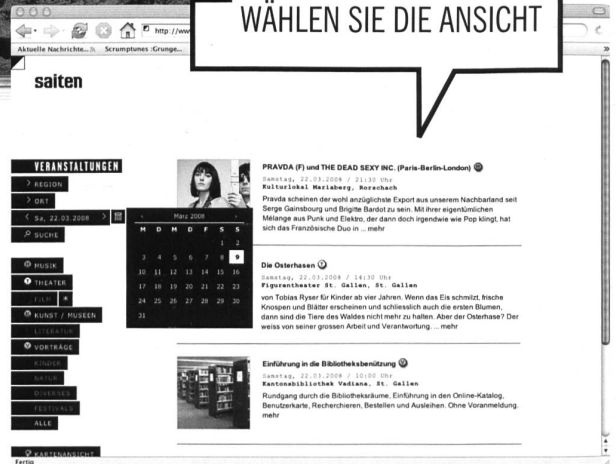 WÄHLEN SIE DIE ANSICHT
http://ww
Aktuelle Nachrichte...
Scrumptunes :Grunge...
saiten
VERANSTALTUNGEN
> REGION
> ORT
< Sa, 22.03.2008 >
SUCHE
MUSIK
THEATER
FILM
KUNST / MUSEEN
LITERATUR
VORTRÄGE
KINDER
NATUR
DIVERSES
FESTIVALS
ALLE
KARTENANSICHT
Fertig
‹ März 2008 ›
M D M D F S S
1 2
3 4 5 6 7 8 9
10 11 12 13 14 15 16
17 18 19 20 21 22 23
24 25 26 27 28 29 30
31
PRAVDA (F) und THE DEAD SEXY INC. (Paris-Berlin-London)
Samstag, 22.03.2008 / 21:30 Uhr
Kulturlokal Mariaberg, Rorschach
Pravda scheinen der wohl anzüglichste Export aus unserem Nachbarland seit
Serge Gainsbourg und Brigitte Bardot zu sein. Mit ihrer eigentümlichen
Mélange aus Punk und Elektro, der dann doch irgendwie wie Pop klingt, hat
sich das Französische Duo in ... mehr
Die Osterhasen
Samstag, 22.03.2008 / 14:30 Uhr
Figurentheater St. Gallen, St. Gallen
von Tobias Ryser für Kinder ab vier Jahren. Wenn das Eis schmilzt, frische
Knospen und Blätter erscheinen und schliesslich auch die ersten Blumen,
dann sind die Tiere des Waldes nicht mehr zu halten. Aber der Osterhase? Der
weiss von seiner grossen Arbeit und Verantwortung. ... mehr
Einführung in die Bibliotheksbenützung
Samstag, 22.03.2008 / 10:00 Uhr
Kantonsbibliothek Vadiana, St. Gallen
Rundgang durch die Bibliotheksräume, Einführung in den Online-Katalog,
Benutzerkarte, Recherchieren, Bestellen und Ausleihen. Ohne Voranmeldung.
mehr